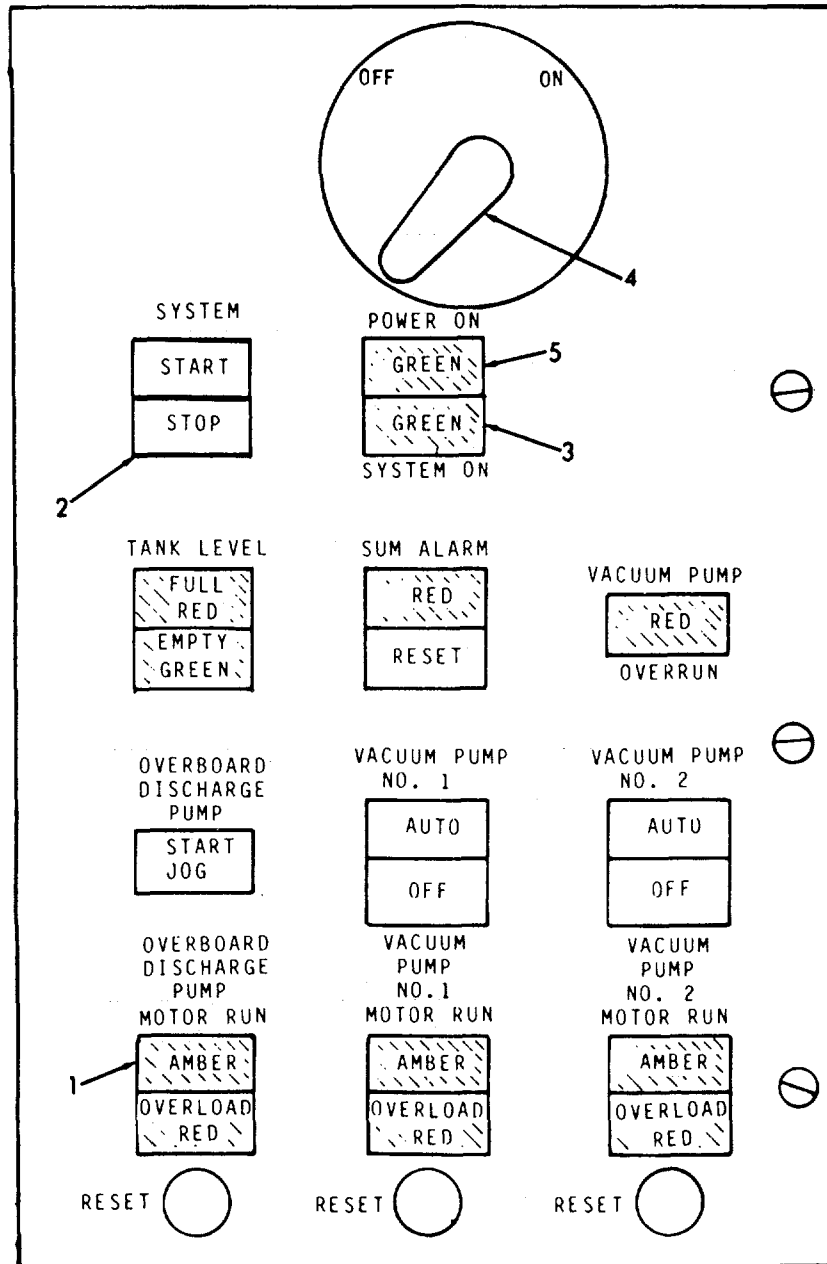 OFF ON
4
SYSTEM
START
STOP
2
POWER ON
GREEN
5
GREEN
3
SYSTEM ON
TANK LEVEL
FULL
RED
EMPTY
GREEN
SUM ALARM
RED
RESET
VACUUM PUMP
RED
OVERRUN
OVERBOARD
DISCHARGE
PUMP
START
JOG
VACUUM PUMP
NO. 1
AUTO
OFF
VACUUM PUMP
NO. 2
AUTO
OFF
OVERBOARD
DISCHARGE
PUMP
MOTOR RUN
1
AMBER
OVERLOAD
RED
RESET
VACUUM
PUMP
NO.1
MOTOR RUN
AMBER
OVERLOAD
RED
RESET
VACUUM
PUMP
NO. 2
MOTOR RUN
AMBER
OVERLOAD
RED
RESET